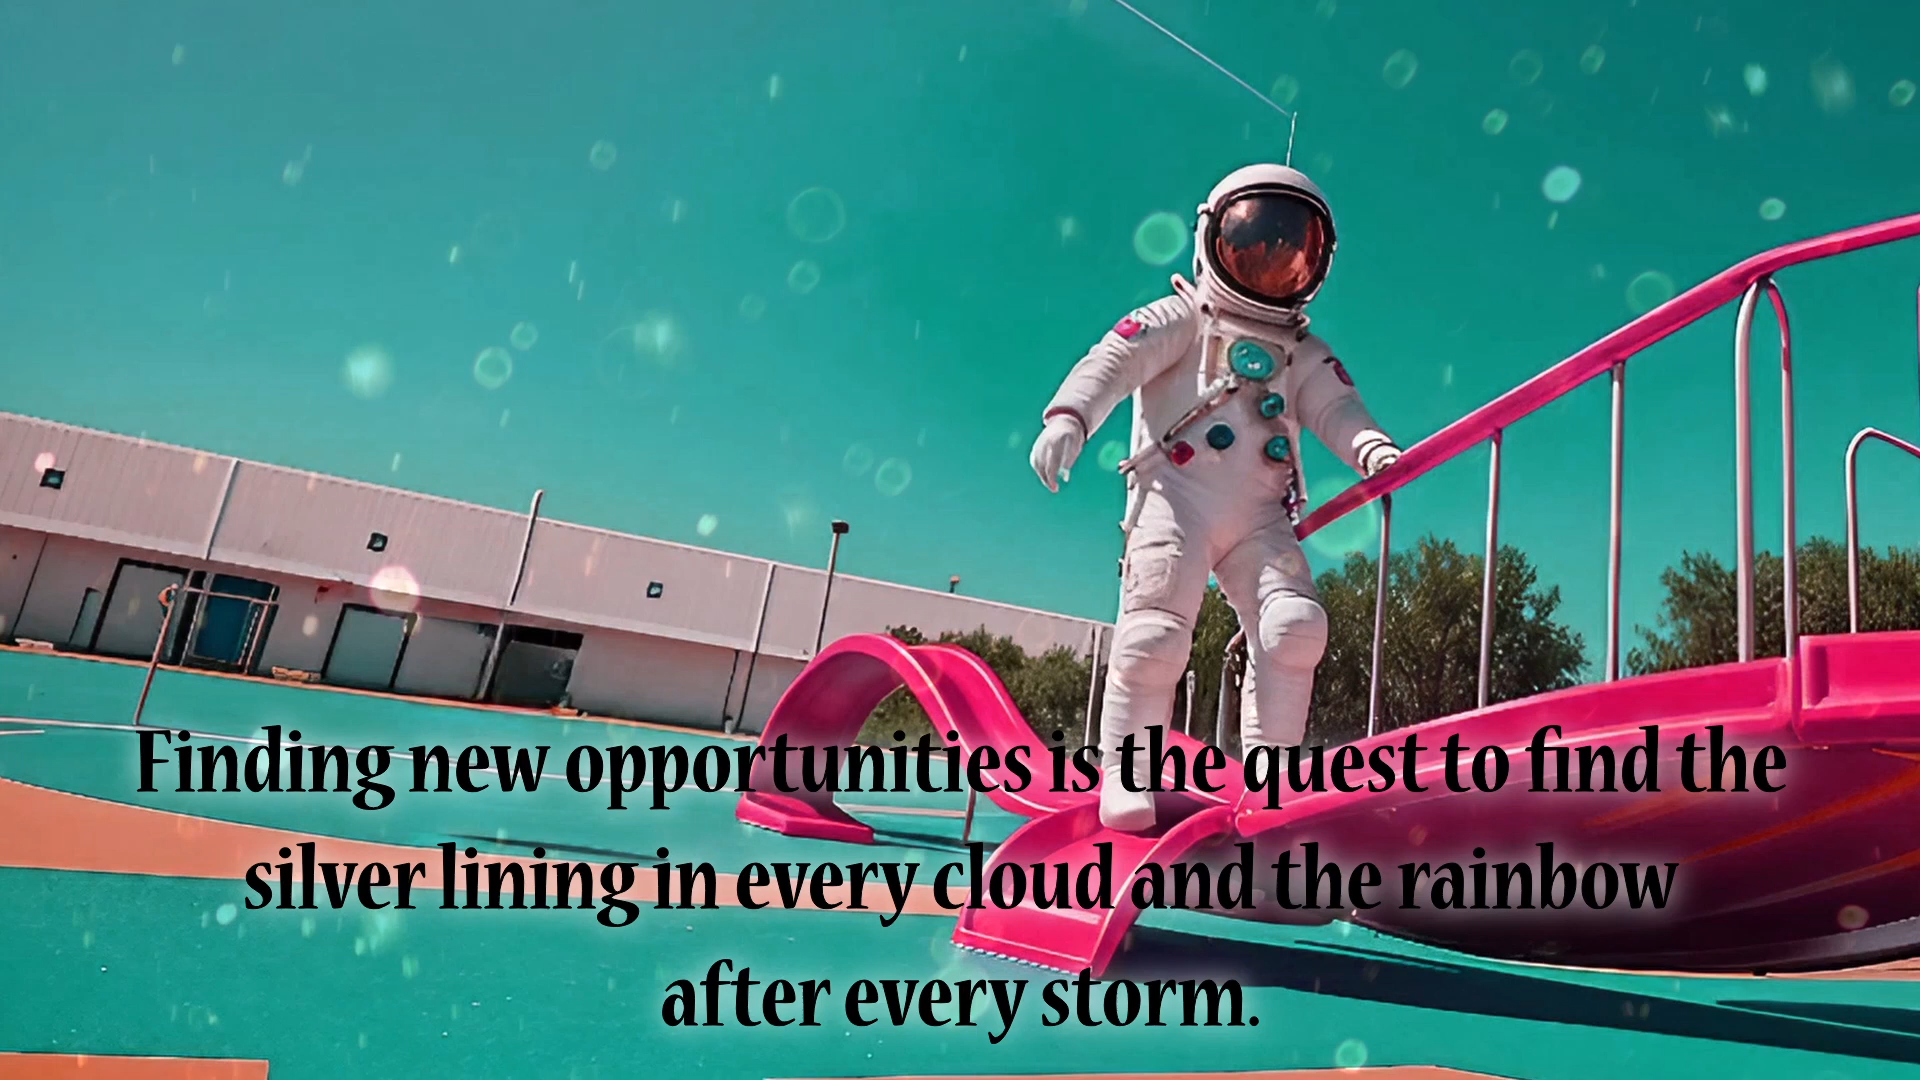 Finding new opportunities is the quest to find the
silver lining in every cloud and the rainbow
after every storm.